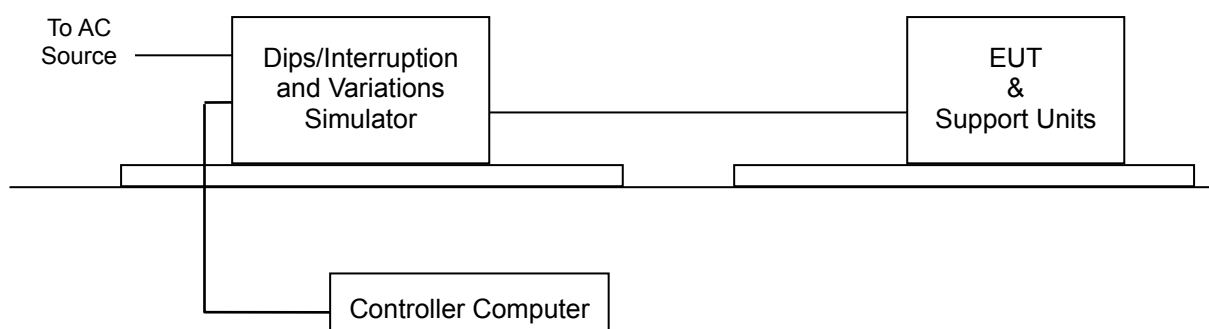 To AC
Source
Dips/Interruption
and Variations
Simulator
EUT
&
Support Units
Controller Computer